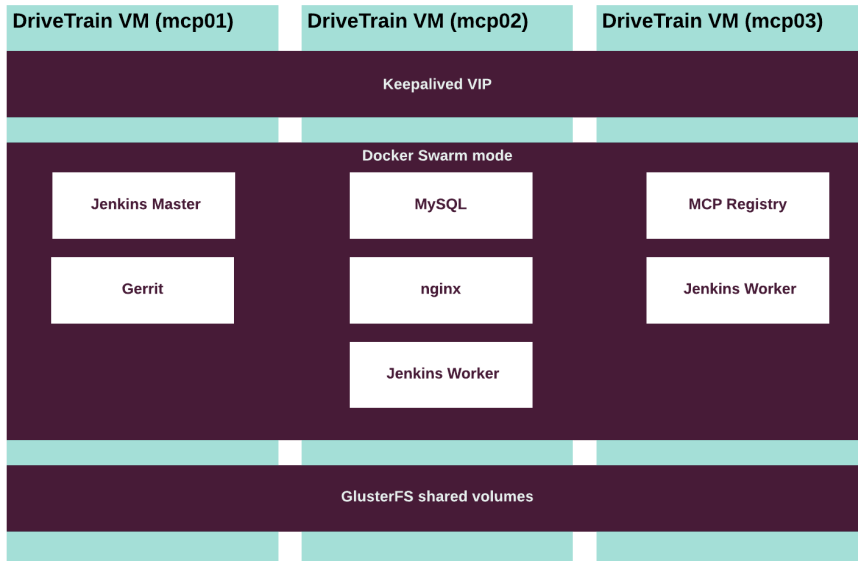 DriveTrain VM (mcp01)
DriveTrain VM (mcp02)
DriveTrain VM (mcp03)
Keepalived VIP
Docker Swarm mode
Jenkins Master
MySQL
MCP Registry
Gerrit
nginx
Jenkins Worker
Jenkins Worker
GlusterFS shared volumes